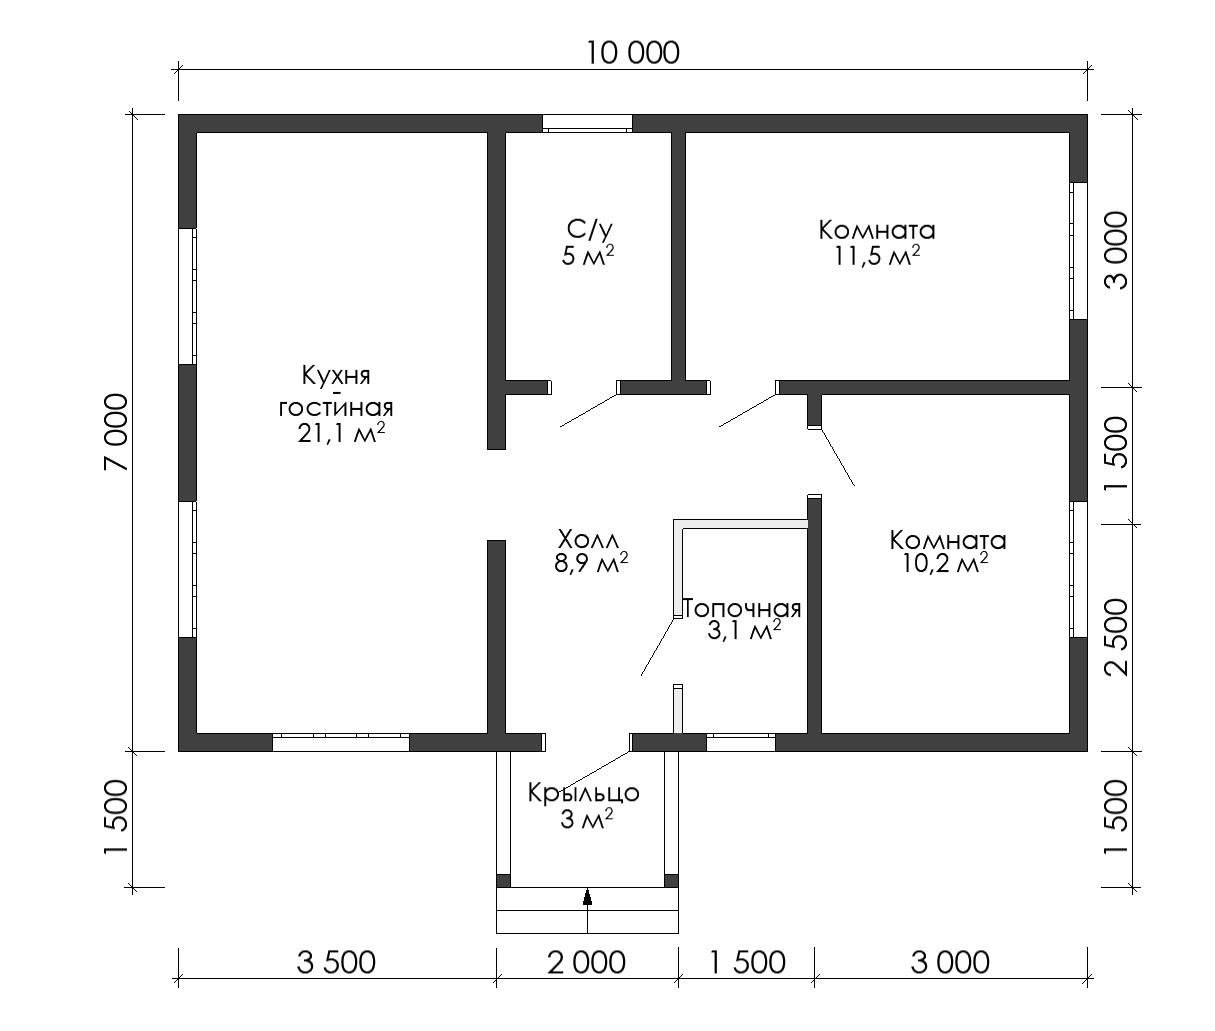 10 000
С/у
5 м²
Комната
11,5 м²
3 000
Кухня
-
гостиная
21,1 м²
7 000
1 500
Холл
8,9 м²
Комната
10,2 м²
Топочная
3,1 м²
2 500
Крыльцо
3 м²
1 500
1 500
3 500
2 000
1 500
3 000